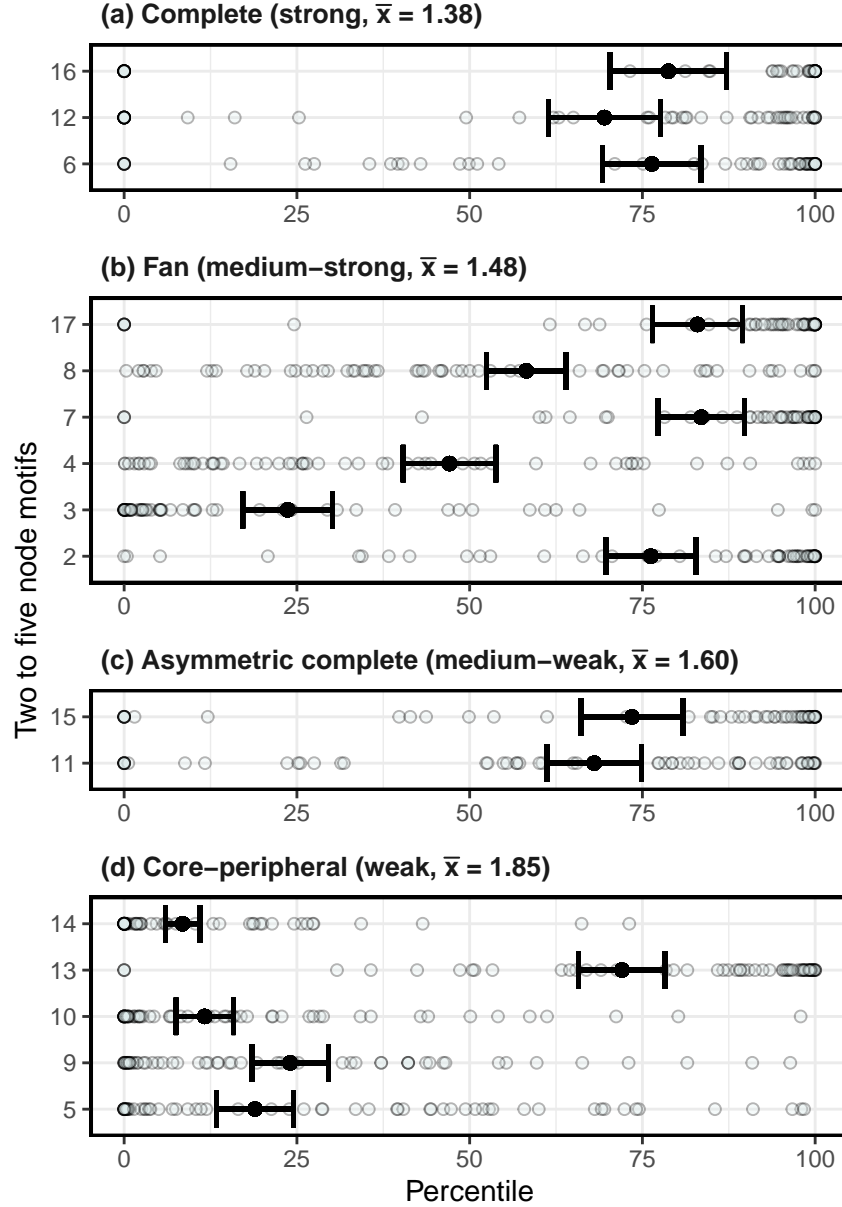 (a) Complete (strong, x̅ = 1.38)
16
12
6
0 25 50 75 100
(b) Fan (medium−strong, x̅ = 1.48)
17
8
7
4
3
2
0 25 50 75 100
Two to five node motifs
(c) Asymmetric complete (medium−weak, x̅ = 1.60)
15
11
0 25 50 75 100
(d) Core−peripheral (weak, x̅ = 1.85)
14
13
10
9
5
0 25 50 75 100
Percentile